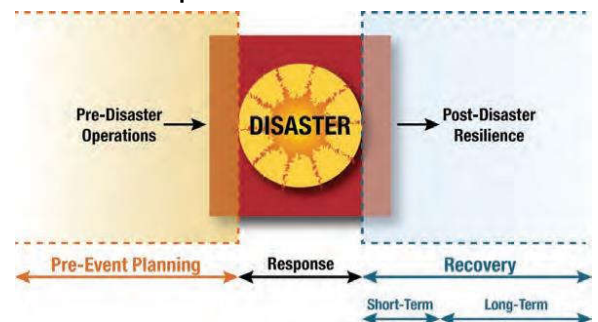 Pre-Disaster
Operations
DISASTER
Post-Disaster
Resilience
Pre-Event Planning
Response
Recovery
Short-Term
Long-Term